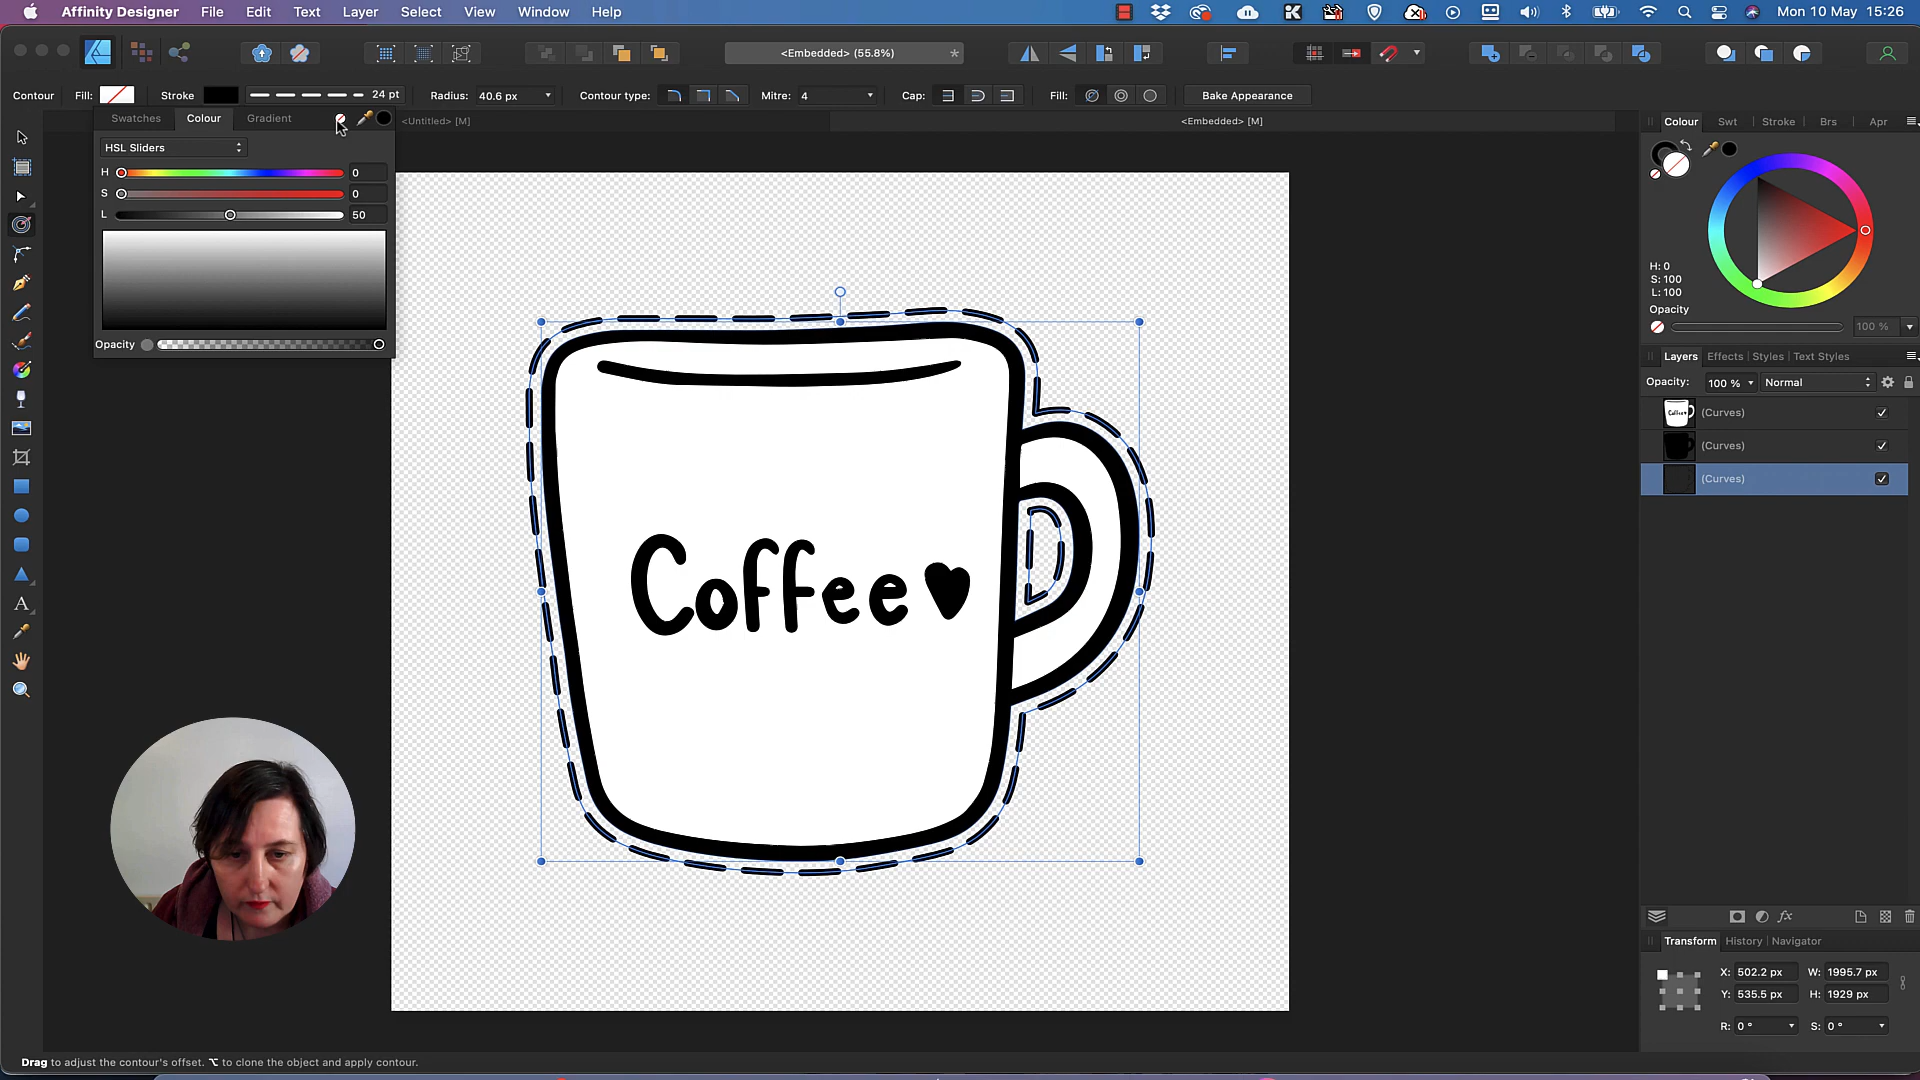 Affinity Designer File Edit Text Layer Select View Window Help Mon 10 May 15:26
<Embedded> (55.8%) *
Contour Fill: Stroke 24 pt Radius: 40.6 px Contour type: Mitre: 4 Cap: Fill: Bake Appearance
Swatches Colour Gradient
<Untitled> [M] <Embedded> [M]
HSL Sliders
H 0
S 0
L 50
Opacity
Colour Swt Stroke Brs Apr
H: 0
S: 100
L: 100
Opacity
100 %
Layers Effects Styles Text Styles
Opacity: 100 % Normal
Coffee (Curves)
(Curves)
(Curves)
Coffee
Transform History Navigator
X: 502.2 px W: 1995.7 px
Y: 535.5 px H: 1929 px
R: 0 ° S: 0 °
Drag to adjust the contour's offset. ⌥ to clone the object and apply contour.